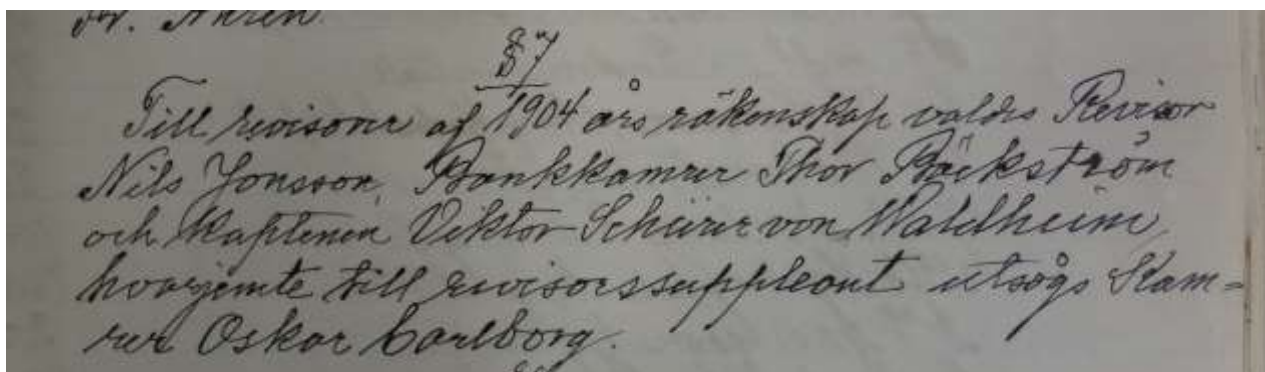 § 7
Till revisorer af 1904 års räkenskap valdes Revisor
Nils Jonsson, Bankkamrer Thor Bäckström
och Kaptenen Viktor Schürer von Waldheim,
hvarjemte till revisorssuppleant utsågs Kam=
rer Oskar Carlborg.